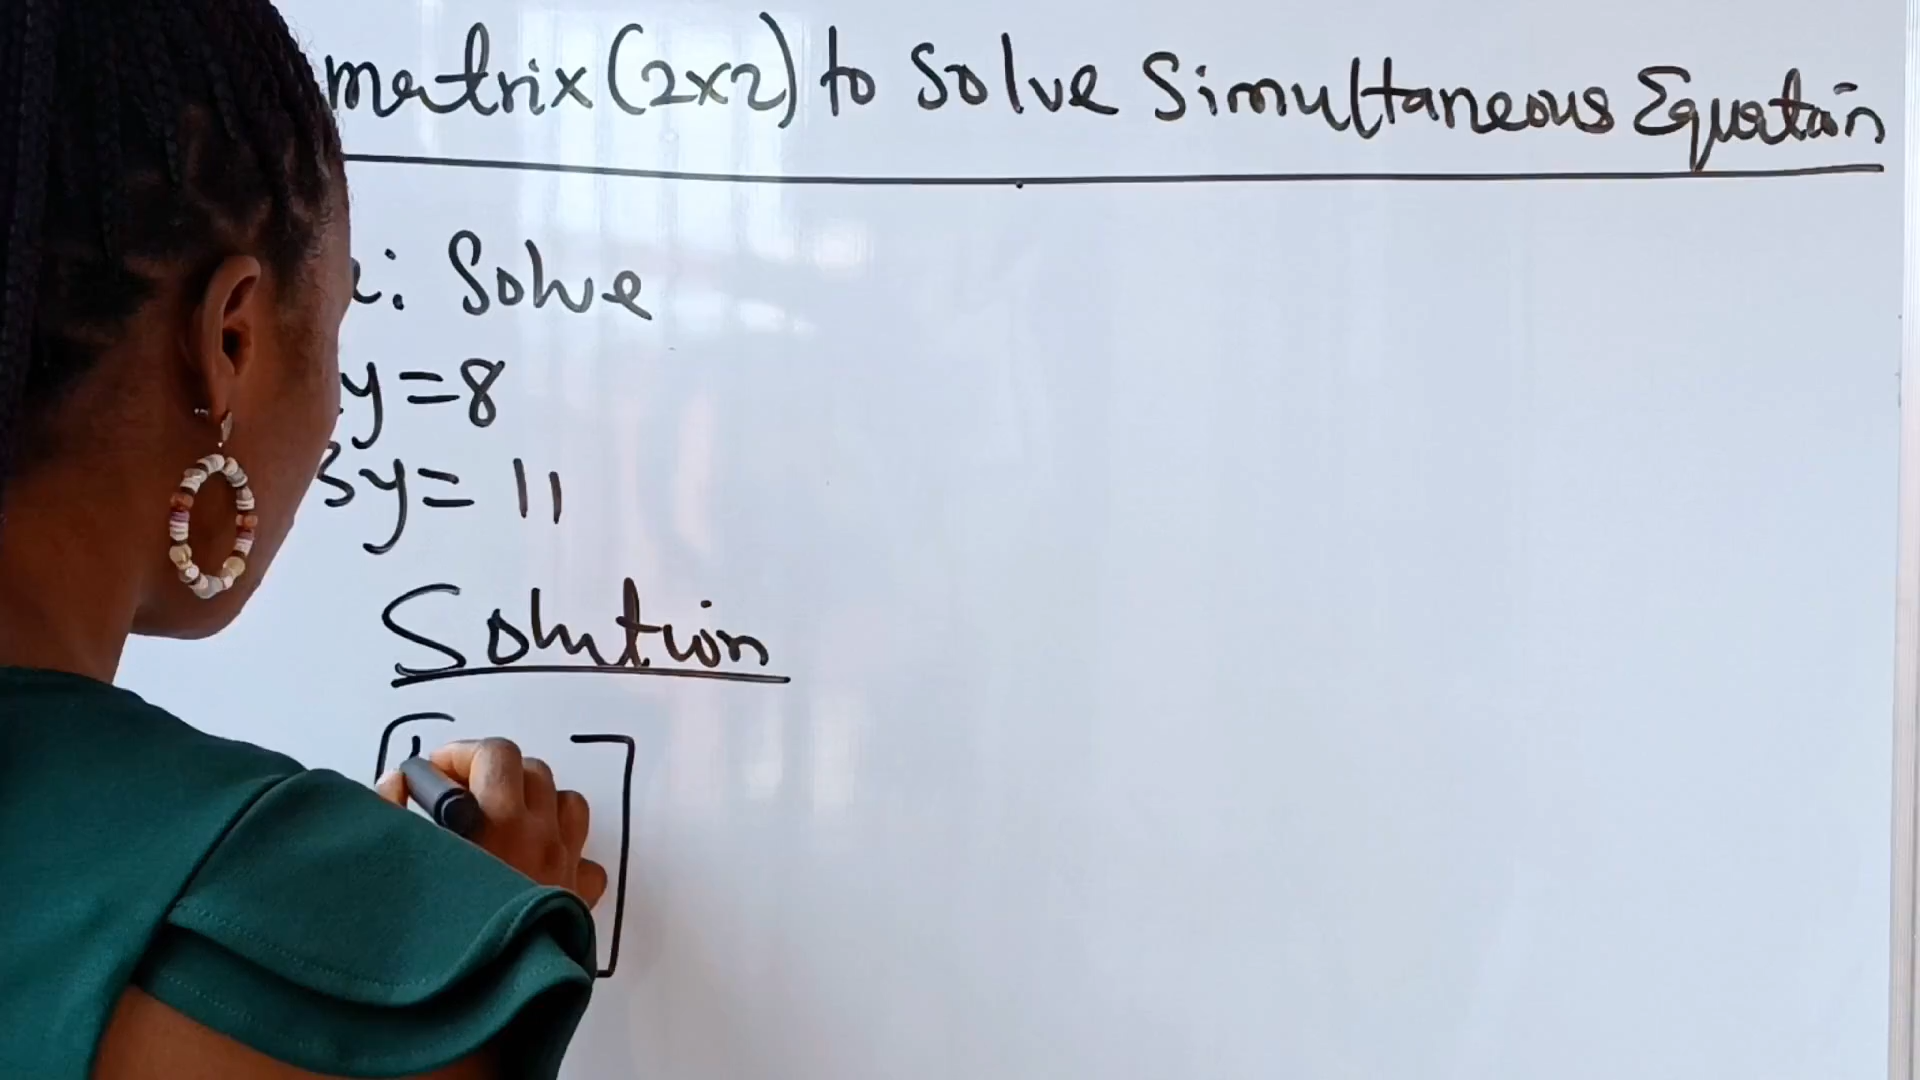 matrix (2x2) to Solve Simultaneous Equation
: Solve
y = 8
3y = 11
Solution